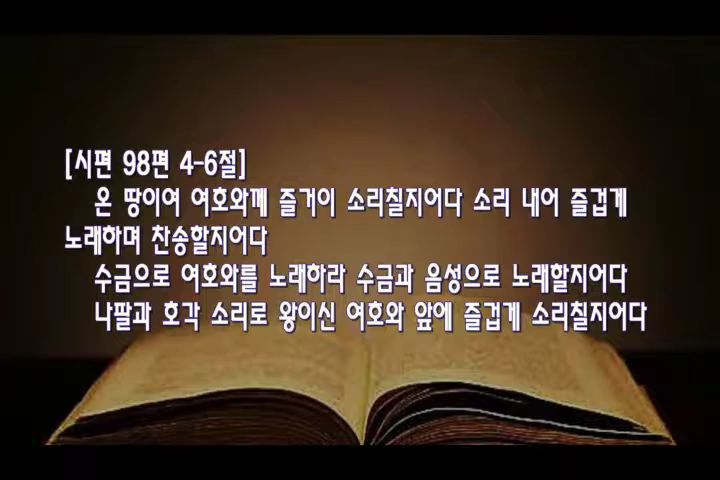 [시편 98편 4-6절]
온 땅이여 여호와께 즐거이 소리칠지어다 소리 내어 즐겁게
노래하며 찬송할지어다
수금으로 여호와를 노래하라 수금과 음성으로 노래할지어다
나팔과 호각 소리로 왕이신 여호와 앞에 즐겁게 소리칠지어다